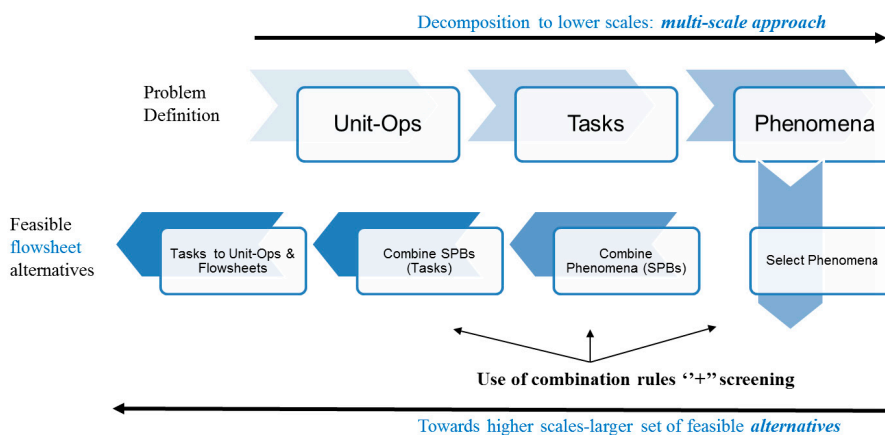 Decomposition to lower scales: multi-scale approach
Problem
Definition
Unit-Ops
Tasks
Phenomena
Feasible
flowsheet
alternatives
Tasks to Unit-Ops &
Flowsheets
Combine SPBs
(Tasks)
Combine
Phenomena (SPBs)
Select Phenomena
Use of combination rules ‘’+’’ screening
Towards higher scales-larger set of feasible alternatives